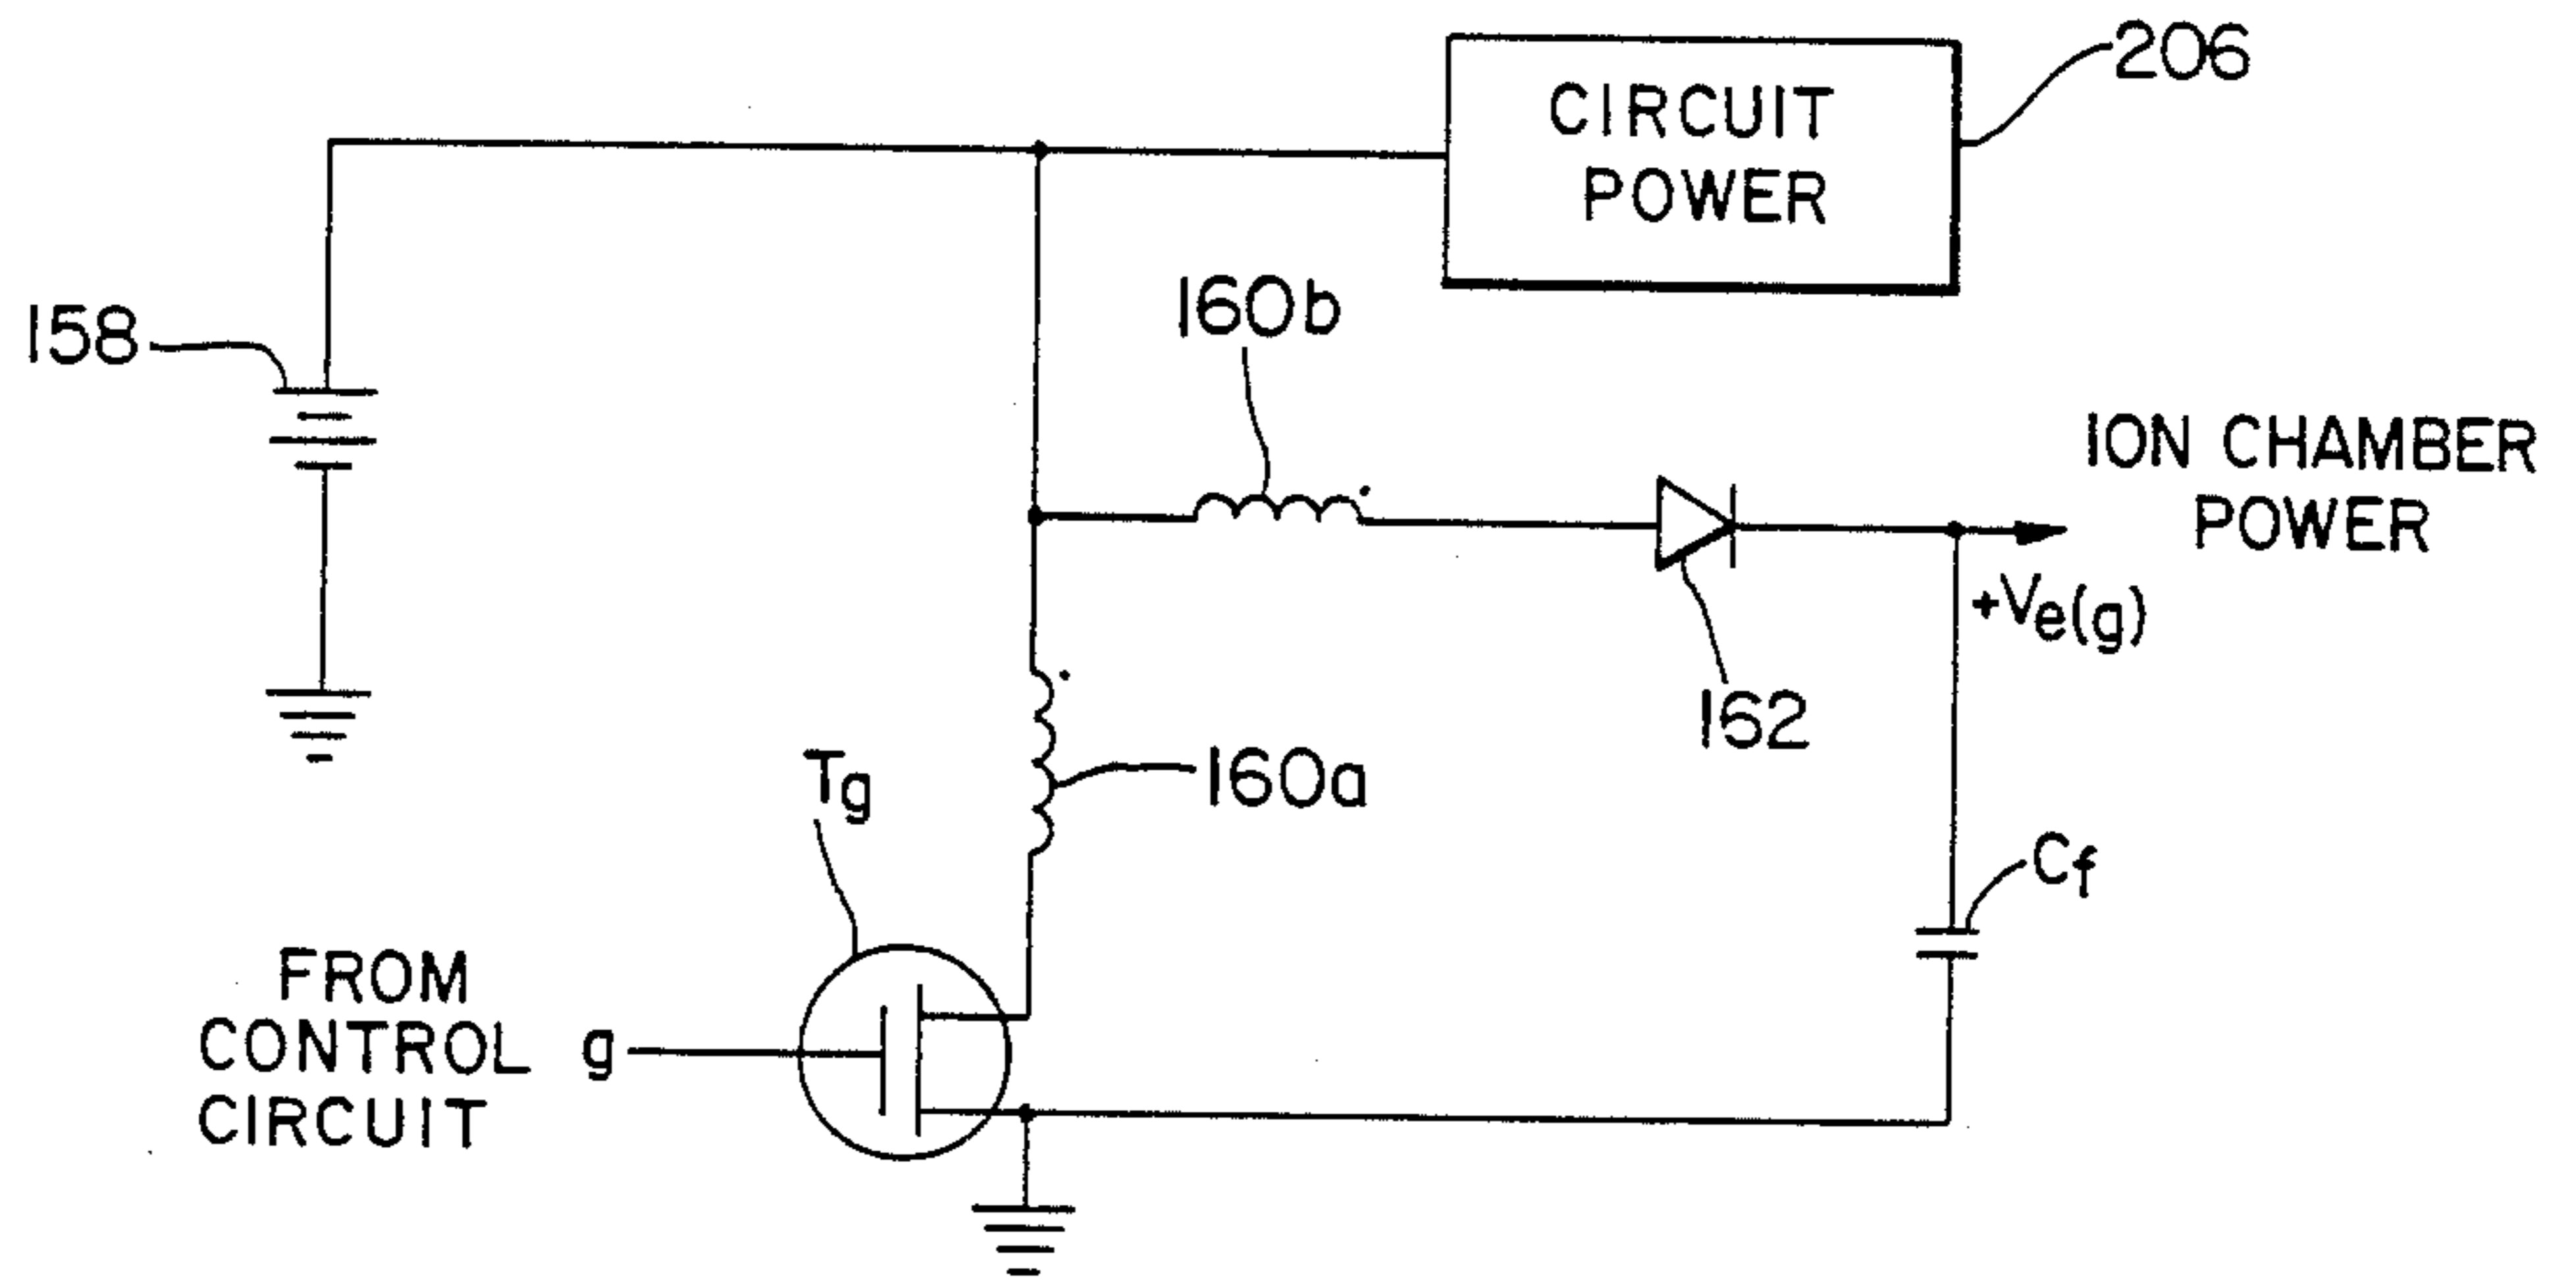 206
CIRCUIT
POWER
158
160b
ION CHAMBER
POWER
+Ve(g)
162
160a
Tg
Cf
FROM
CONTROL g
CIRCUIT